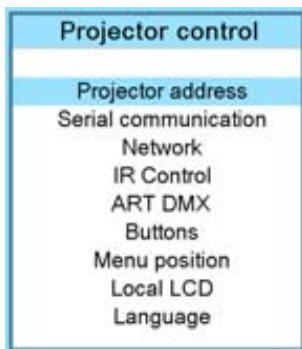 Projector control
Projector address
Serial communication
Network
IR Control
ART DMX
Buttons
Menu position
Local LCD
Language